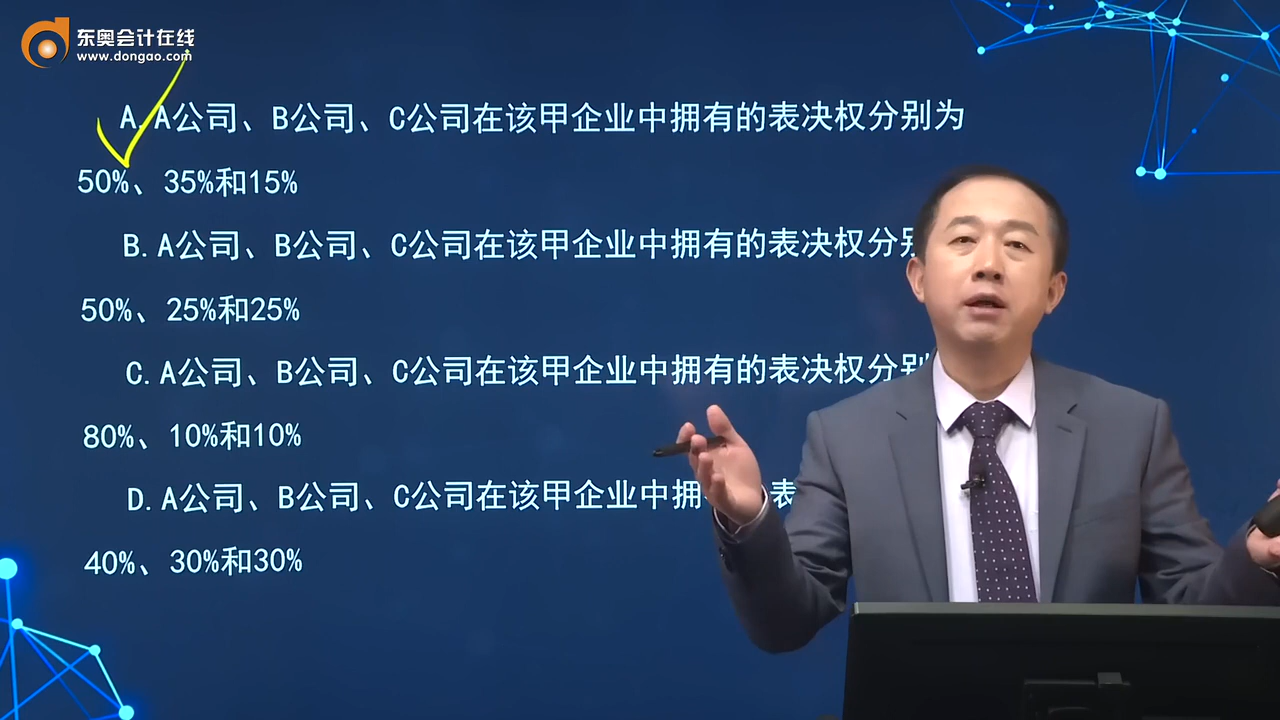 东奥会计在线
www.dongao.com
A.A公司、B公司、C公司在该甲企业中拥有的表决权分别为
50%、35%和15%
B.A公司、B公司、C公司在该甲企业中拥有的表决权分
50%、25%和25%
C.A公司、B公司、C公司在该甲企业中拥有的表决权分别
80%、10%和10%
D.A公司、B公司、C公司在该甲企业中拥
40%、30%和30%